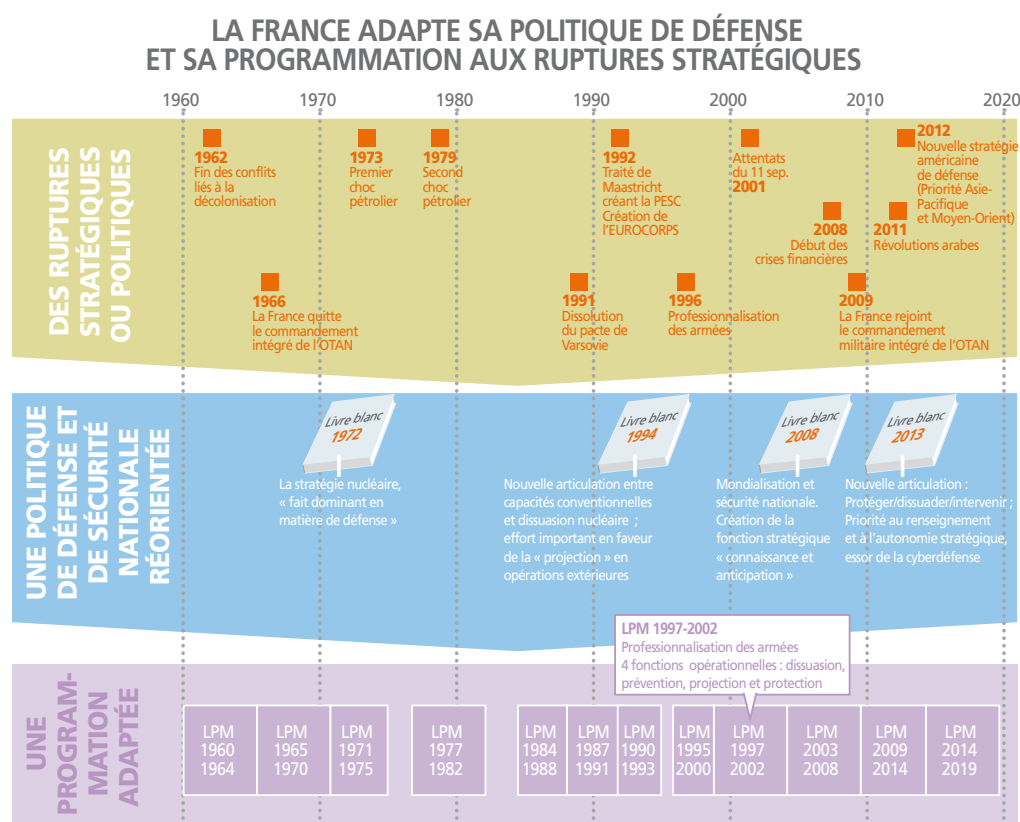 LA FRANCE ADAPTE SA POLITIQUE DE DÉFENSE
ET SA PROGRAMMATION AUX RUPTURES STRATÉGIQUES
1960 1970 1980 1990 2000 2010 2020
DES RUPTURES
STRATÉGIQUES
OU POLITIQUES
1962
Fin des conflits
liés à la
décolonisation
1966
La France quitte
le commandement
intégré de l'OTAN
1973
Premier
choc
pétrolier
1979
Second
choc
pétrolier
1991
Dissolution
du pacte de
Varsovie
1992
Traité de
Maastricht
créant la PESC
Création de
l'EUROCORPS
1996
Professionnalisation
des armées
Attentats
du 11 sep.
2001
2008
Début des
crises financières
2009
La France rejoint
le commandement
militaire intégré de l'OTAN
2011
Révolutions arabes
2012
Nouvelle stratégie
américaine
de défense
(Priorité Asie-
Pacifique
et Moyen-Orient)
UNE POLITIQUE
DE DÉFENSE ET
DE SÉCURITÉ
NATIONALE
RÉORIENTÉE
Livre blanc
1972
La stratégie nucléaire,
« fait dominant en
matière de défense »
Livre blanc
1994
Nouvelle articulation entre
capacités conventionnelles
et dissuasion nucléaire ;
effort important en faveur
de la « projection » en
opérations extérieures
Livre blanc
2008
Mondialisation et
sécurité nationale.
Création de la
fonction stratégique
« connaissance et
anticipation »
Livre blanc
2013
Nouvelle articulation :
Protéger/dissuader/intervenir ;
Priorité au renseignement
et à l'autonomie stratégique,
essor de la cyberdéfense
UNE
PROGRAM-
MATION
ADAPTÉE
LPM 1997-2002
Professionnalisation des armées
4 fonctions opérationnelles : dissuasion,
prévention, projection et protection
LPM
1960
1964
LPM
1965
1970
LPM
1971
1975
LPM
1977
1982
LPM
1984
1988
LPM
1987
1991
LPM
1990
1993
LPM
1995
2000
LPM
1997
2002
LPM
2003
2008
LPM
2009
2014
LPM
2014
2019